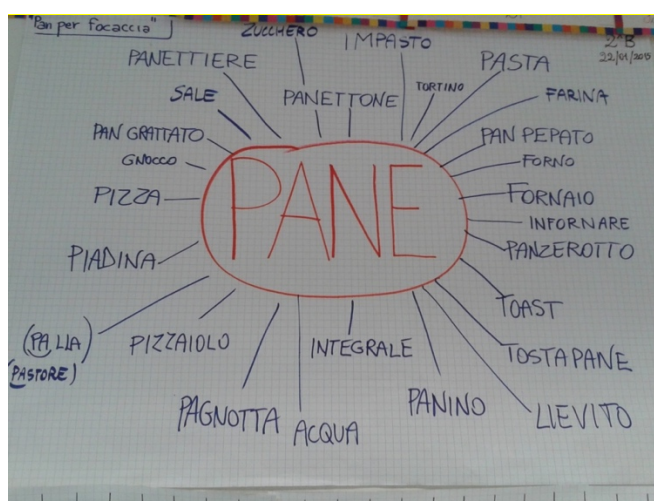 "Pan per focaccia"
2^B
22/01/2015
ZUCCHERO
IMPASTO
PANETTIERE
PASTA
SALE
PANETTONE
TORTINO
FARINA
PAN GRATTATO
PAN PEPATO
GNOCCO
FORNO
PIZZA
PANE
FORNAIO
INFORNARE
PIADINA
PANZEROTTO
TOAST
(PA,LIA)
(PASTORE)
PIZZAIOLO
INTEGRALE
TOSTAPANE
PAGNOTTA
ACQUA
PANINO
LIEVITO